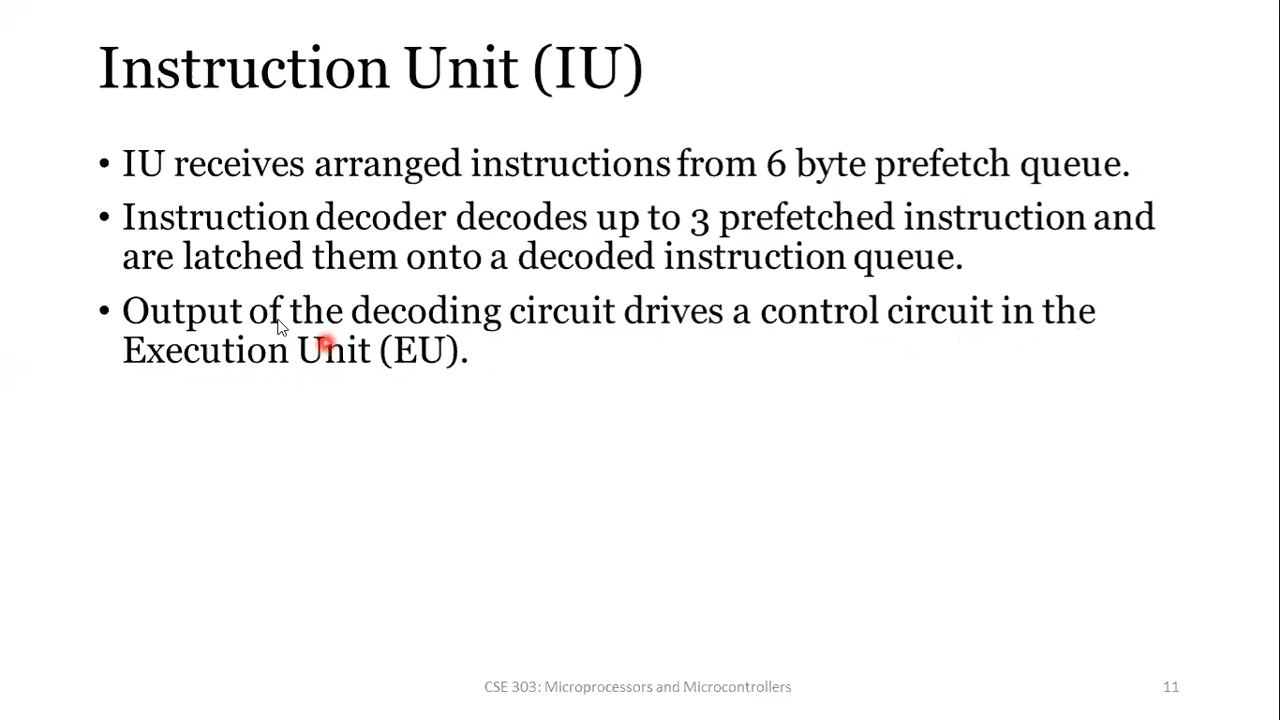 Instruction Unit (IU)
• IU receives arranged instructions from 6 byte prefetch queue.
• Instruction decoder decodes up to 3 prefetched instruction and
are latched them onto a decoded instruction queue.
• Output of the decoding circuit drives a control circuit in the
Execution Unit (EU).
CSE 303: Microprocessors and Microcontrollers
11